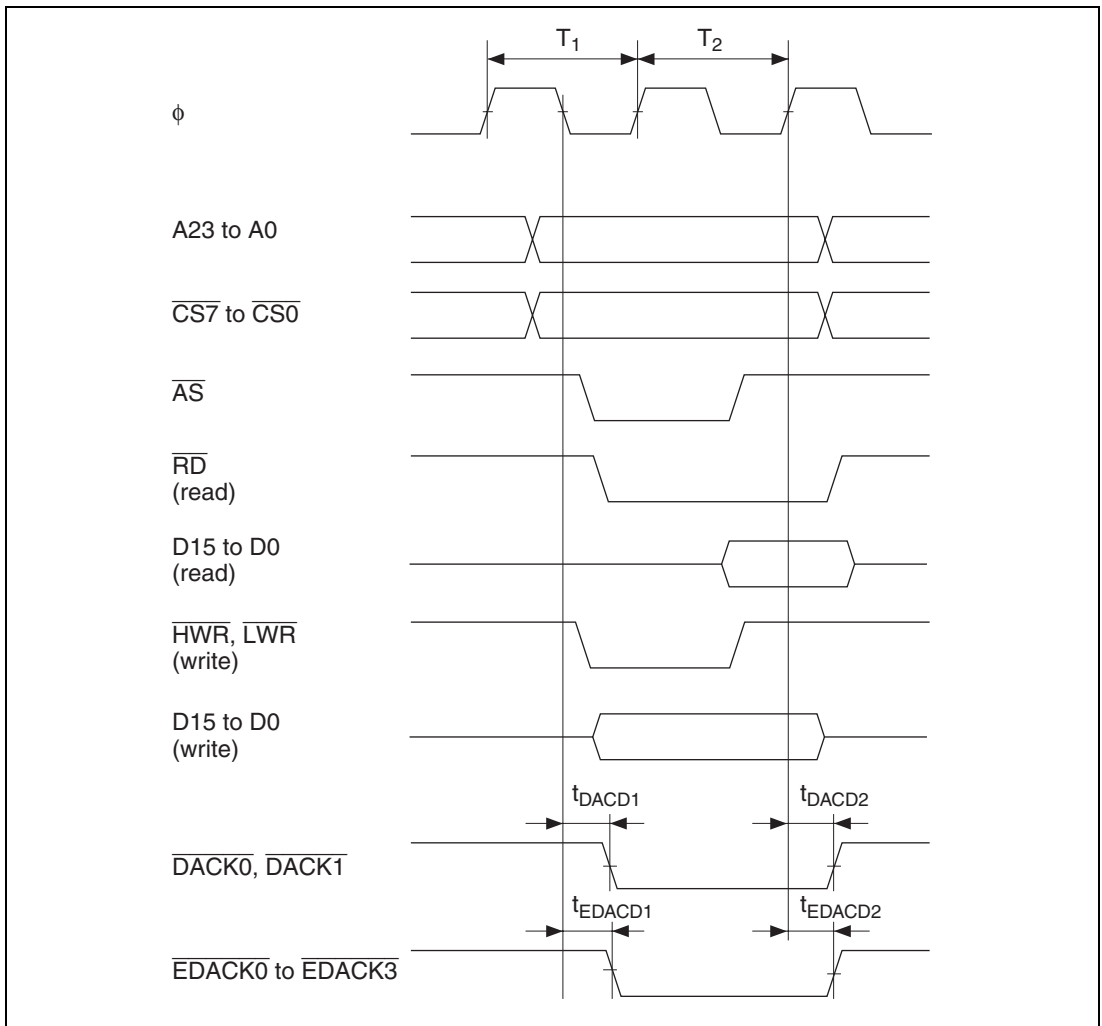 T1 T2
φ
A23 to A0
CS7 to CS0
AS
RD
(read)
D15 to D0
(read)
HWR, LWR
(write)
D15 to D0
(write)
tDACD1 tDACD2
DACK0, DACK1
tEDACD1 tEDACD2
EDACK0 to EDACK3